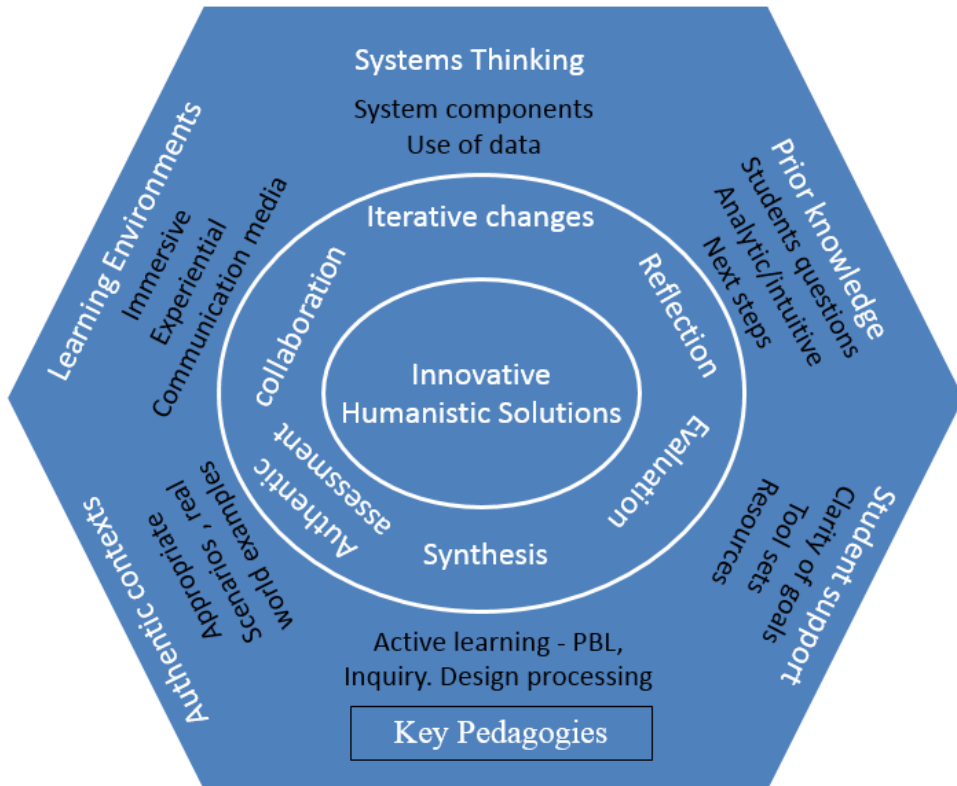 Systems Thinking
System components
Use of data
Learning Environments
Immersive
Experiential
Communication media
Prior knowledge
Students questions
Analytic/intuitive
Next steps
Iterative changes
collaboration
Reflection
Innovative
Humanistic Solutions
Authentic
assessment
Evaluation
Synthesis
Authentic contexts
Appropriate
Scenarios , real
world examples
Student support
Clarity of goals
Tool sets
Resources
Active learning - PBL,
Inquiry. Design processing
Key Pedagogies